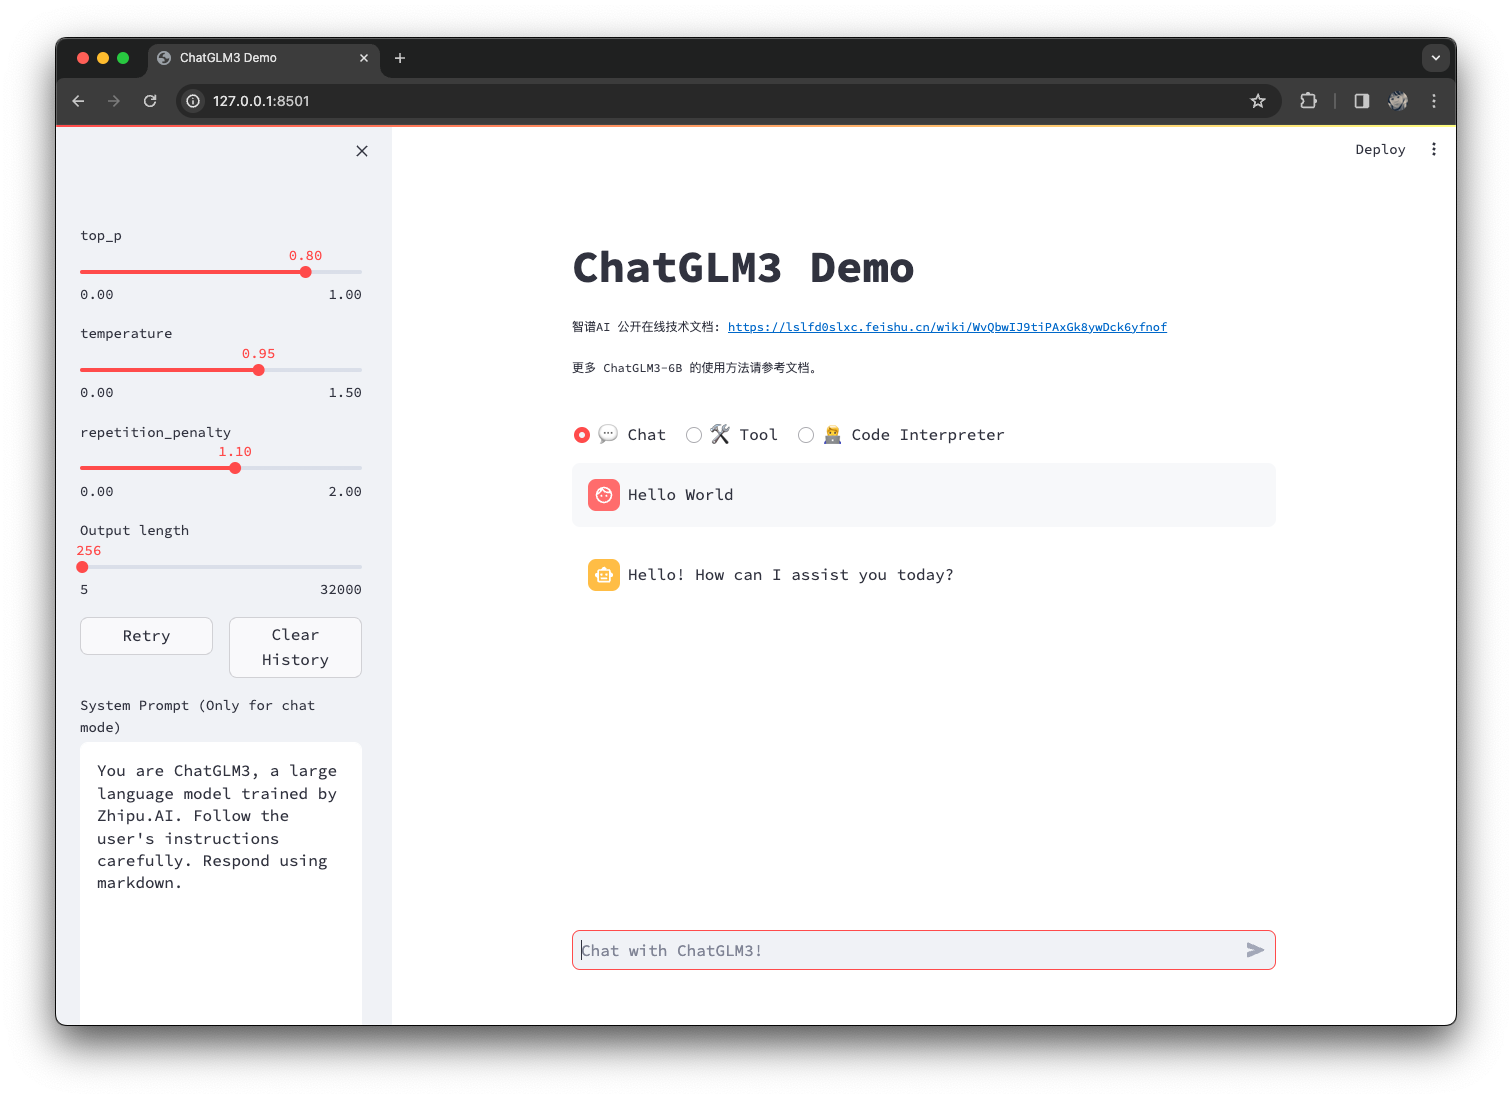 ChatGLM3 Demo
127.0.0.1:8501
Deploy
top_p
0.80
0.00 1.00
temperature
0.95
0.00 1.50
repetition_penalty
1.10
0.00 2.00
Output length
256
5 32000
Retry
Clear
History
System Prompt (Only for chat
mode)
You are ChatGLM3, a large
language model trained by
Zhipu.AI. Follow the
user's instructions
carefully. Respond using
markdown.
ChatGLM3 Demo
智谱AI 公开在线技术文档: https://lslfd0slxc.feishu.cn/wiki/WvQbwIJ9tiPAxGk8ywDck6yfnof
更多 ChatGLM3-6B 的使用方法请参考文档。
💬 Chat 🛠️ Tool 🧑‍💻 Code Interpreter
Hello World
Hello! How can I assist you today?
Chat with ChatGLM3!